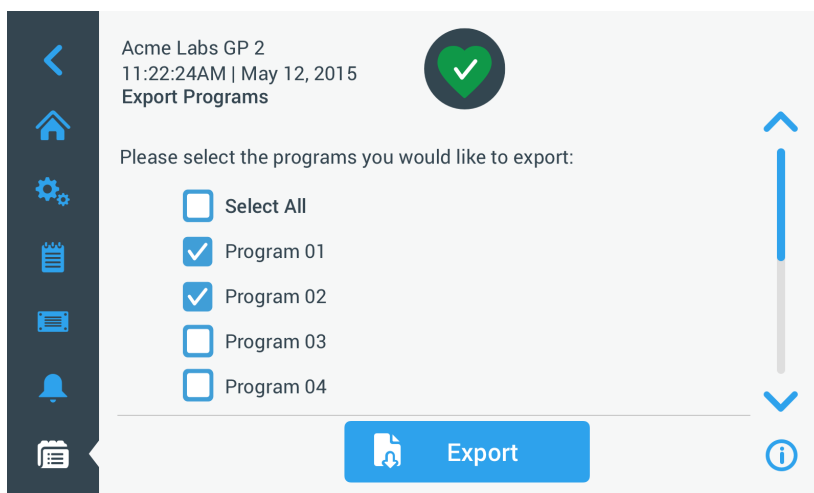 Acme Labs GP 2
11:22:24AM | May 12, 2015
Export Programs
Please select the programs you would like to export:
Select All
Program 01
Program 02
Program 03
Program 04
Export